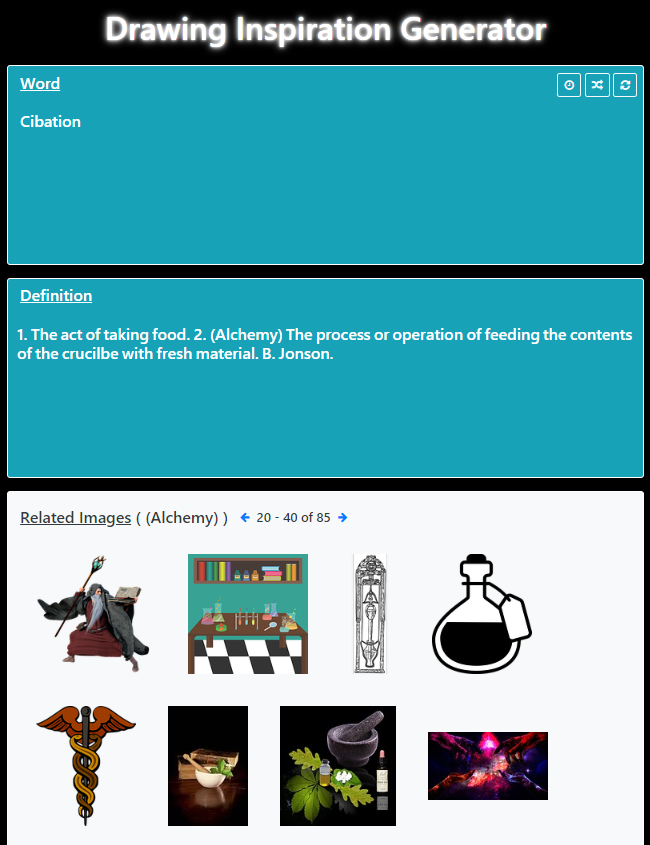 Drawing Inspiration Generator
Word
Cibation
Definition
1. The act of taking food. 2. (Alchemy) The process or operation of feeding the contents
of the crucilbe with fresh material. B. Jonson.
Related Images ( (Alchemy) ) 20 - 40 of 85